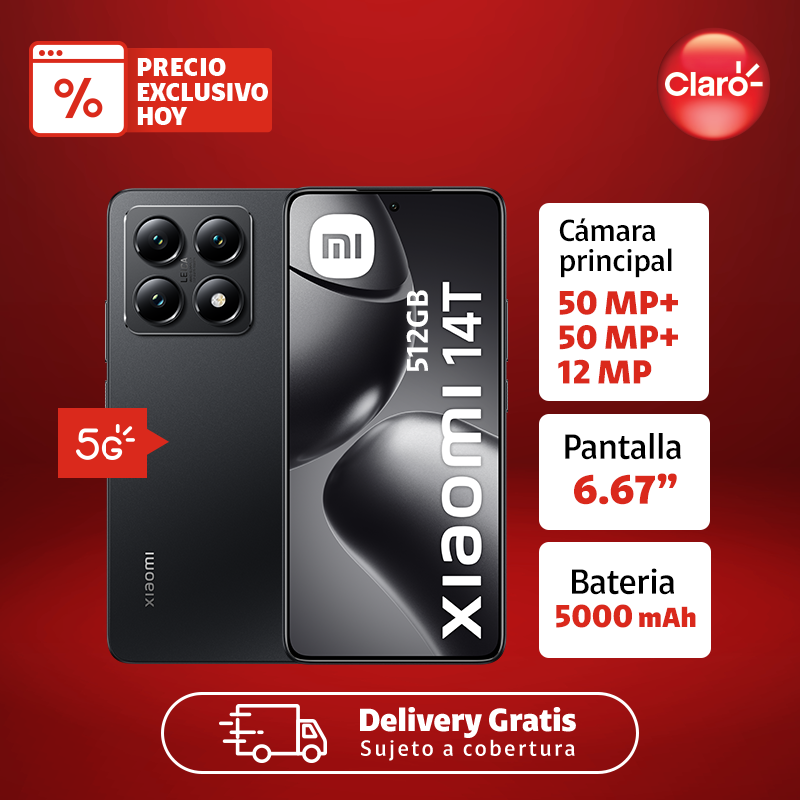 %
PRECIO
EXCLUSIVO
HOY
Claro
mi
LEICA
512GB
xiaomi 14T
xiaomi
5G
Cámara
principal
50 MP+
50 MP+
12 MP
Pantalla
6.67”
Bateria
5000 mAh
Delivery Gratis
Sujeto a cobertura